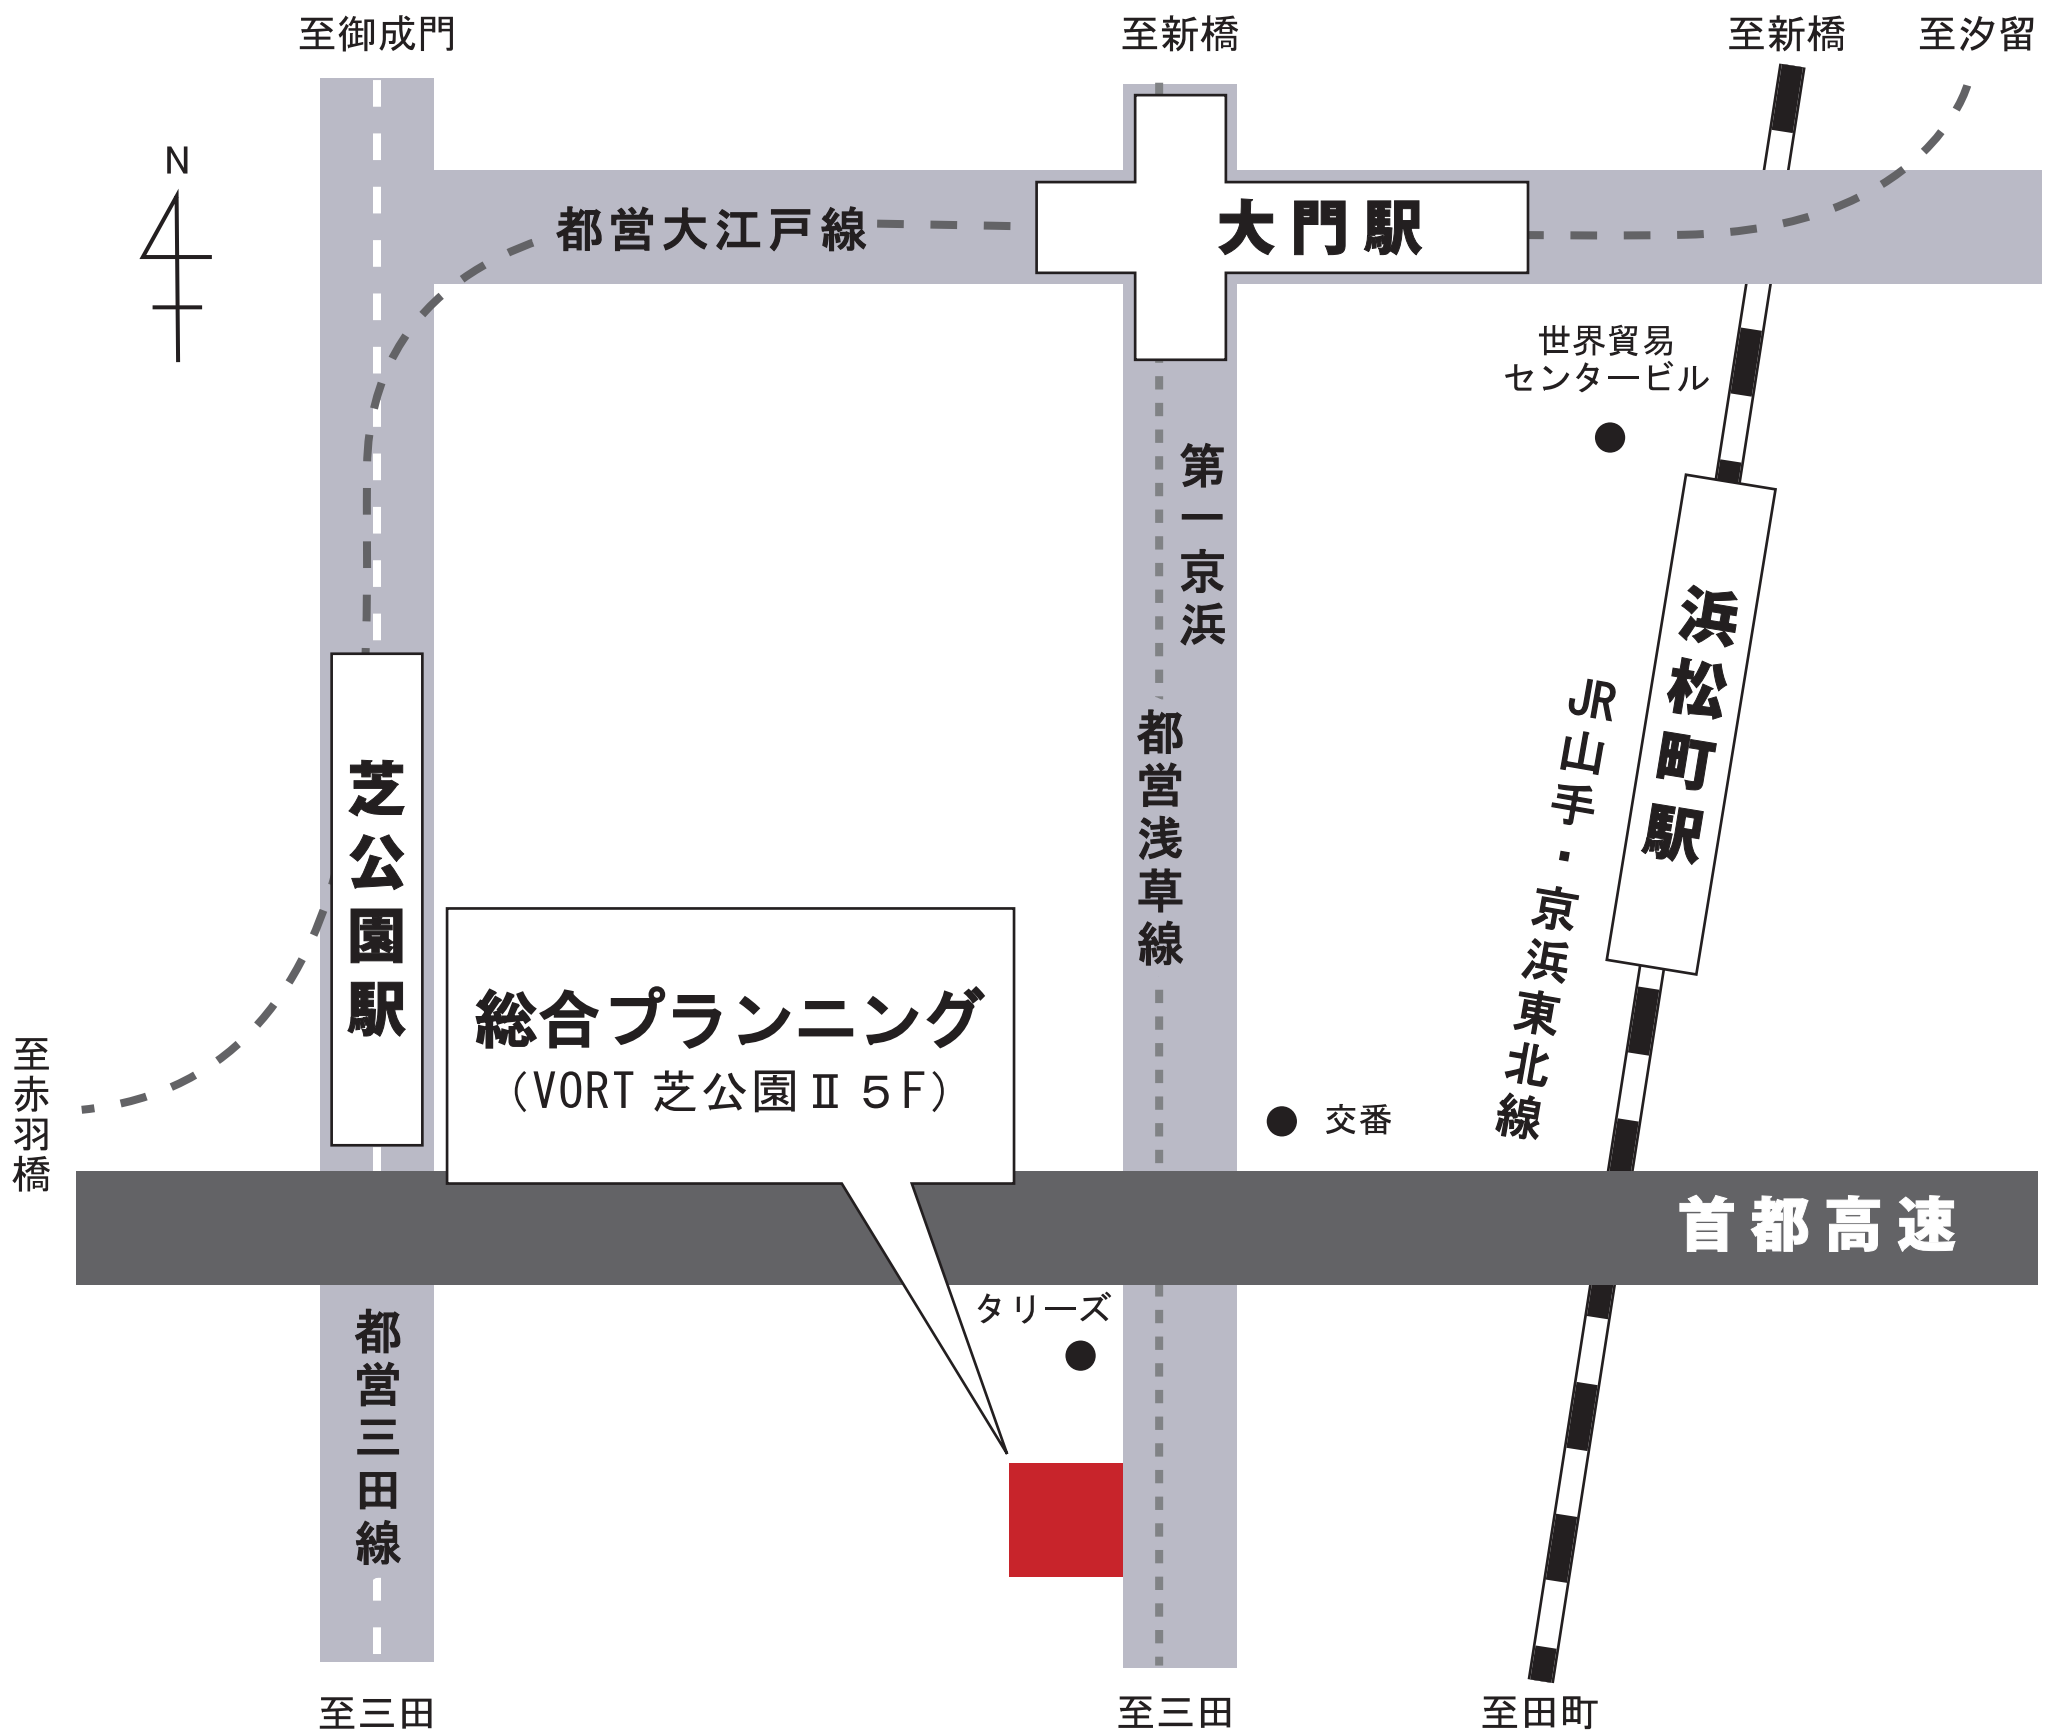 至御成門
至新橋
至新橋
至汐留
N
都営大江戸線
大門駅
世界貿易
センタービル
第一京浜
浜松町駅
JR山手・京浜東北線
都営浅草線
芝公園駅
総合プランニング
（VORT 芝公園Ⅱ５F）
至赤羽橋
交番
首都高速
タリーズ
都営三田線
至三田
至三田
至田町